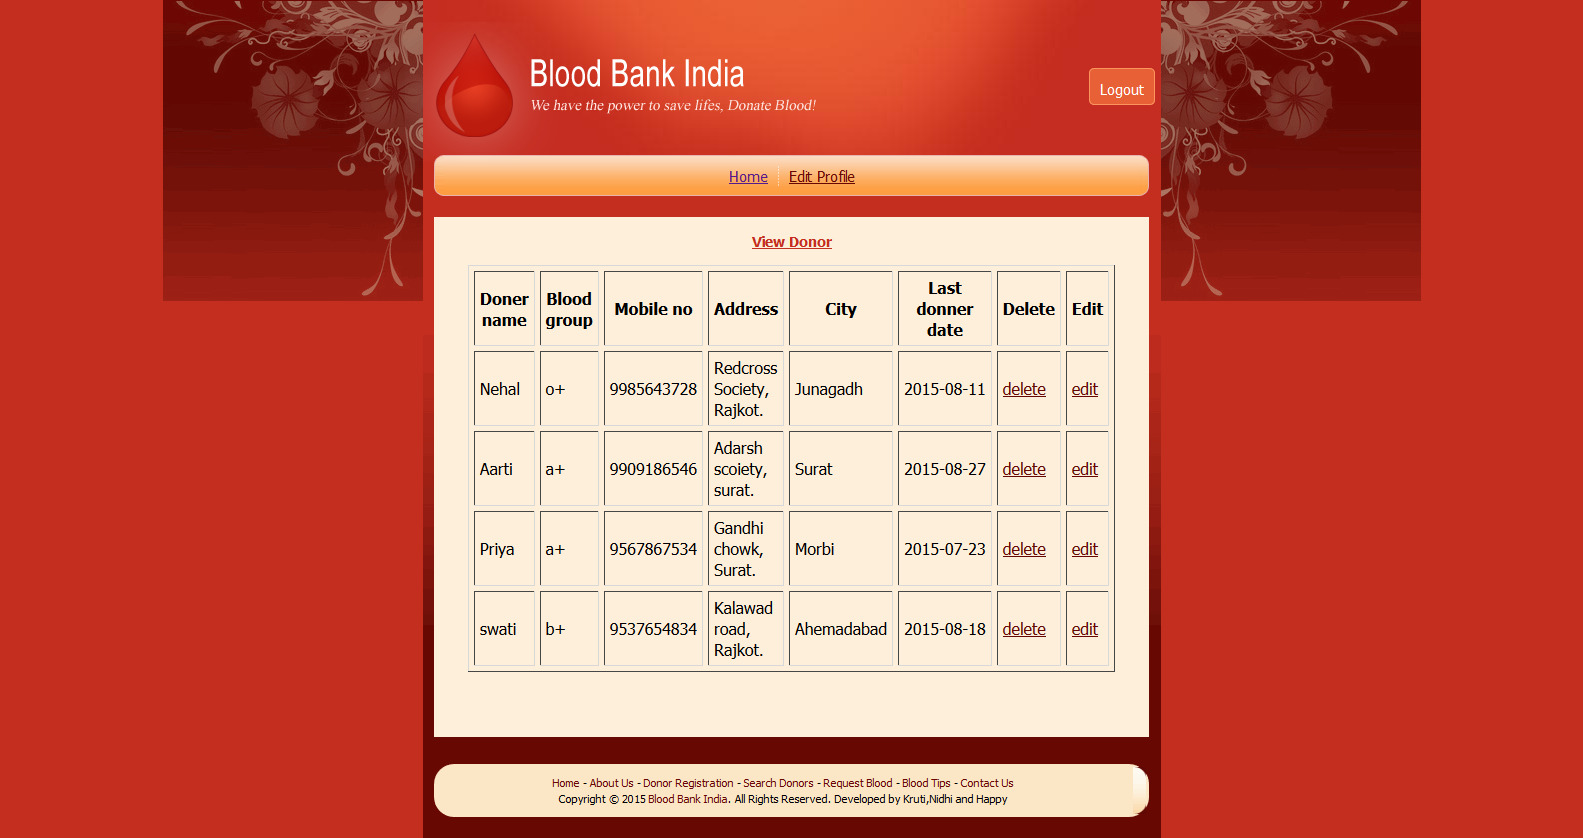 Blood Bank India
We have the power to save lifes, Donate Blood!
Logout
Home Edit Profile
View Donor
Doner name Blood group Mobile no Address City Last donner date Delete Edit
Nehal o+ 9985643728 Redcross Society, Rajkot. Junagadh 2015-08-11 delete edit
Aarti a+ 9909186546 Adarsh scoiety, surat. Surat 2015-08-27 delete edit
Priya a+ 9567867534 Gandhi chowk, Surat. Morbi 2015-07-23 delete edit
swati b+ 9537654834 Kalawad road, Rajkot. Ahemadabad 2015-08-18 delete edit
Home - About Us - Donor Registration - Search Donors - Request Blood - Blood Tips - Contact Us
Copyright © 2015 Blood Bank India. All Rights Reserved. Developed by Kruti,Nidhi and Happy